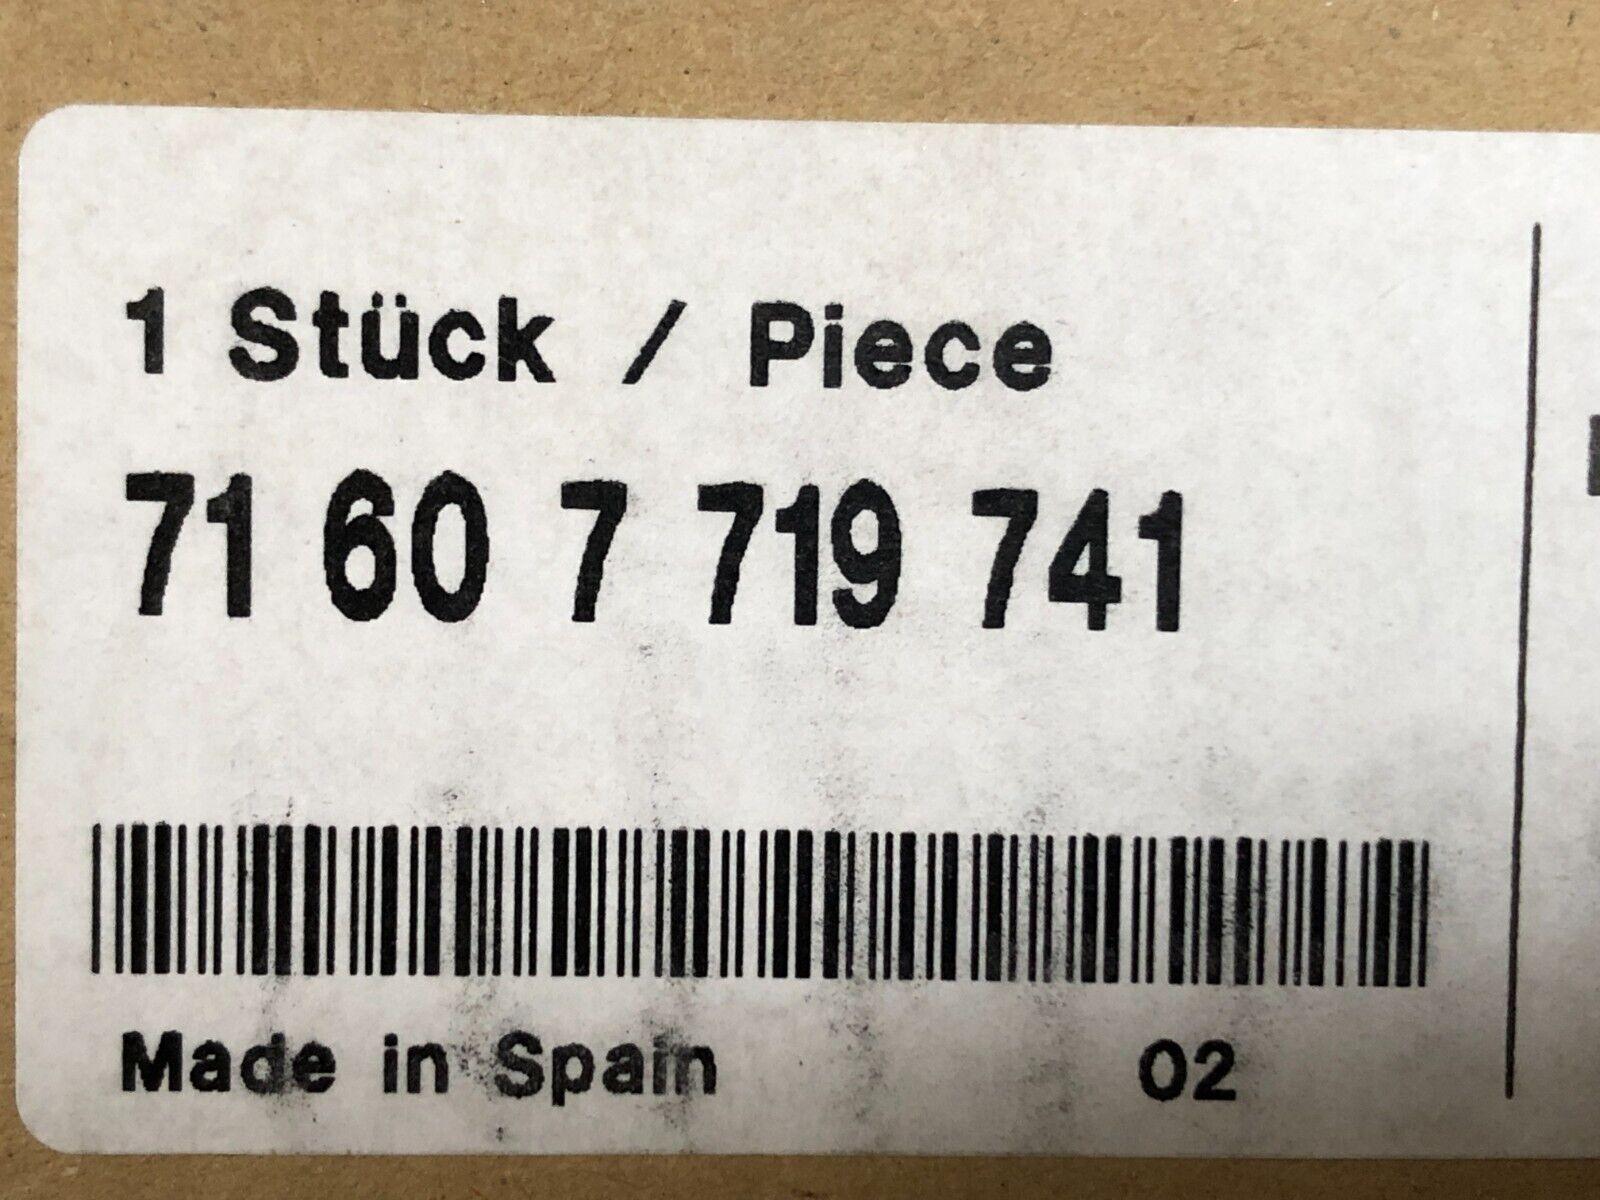 1 Stück / Piece
71 60 7 719 741
Made in Spain 02